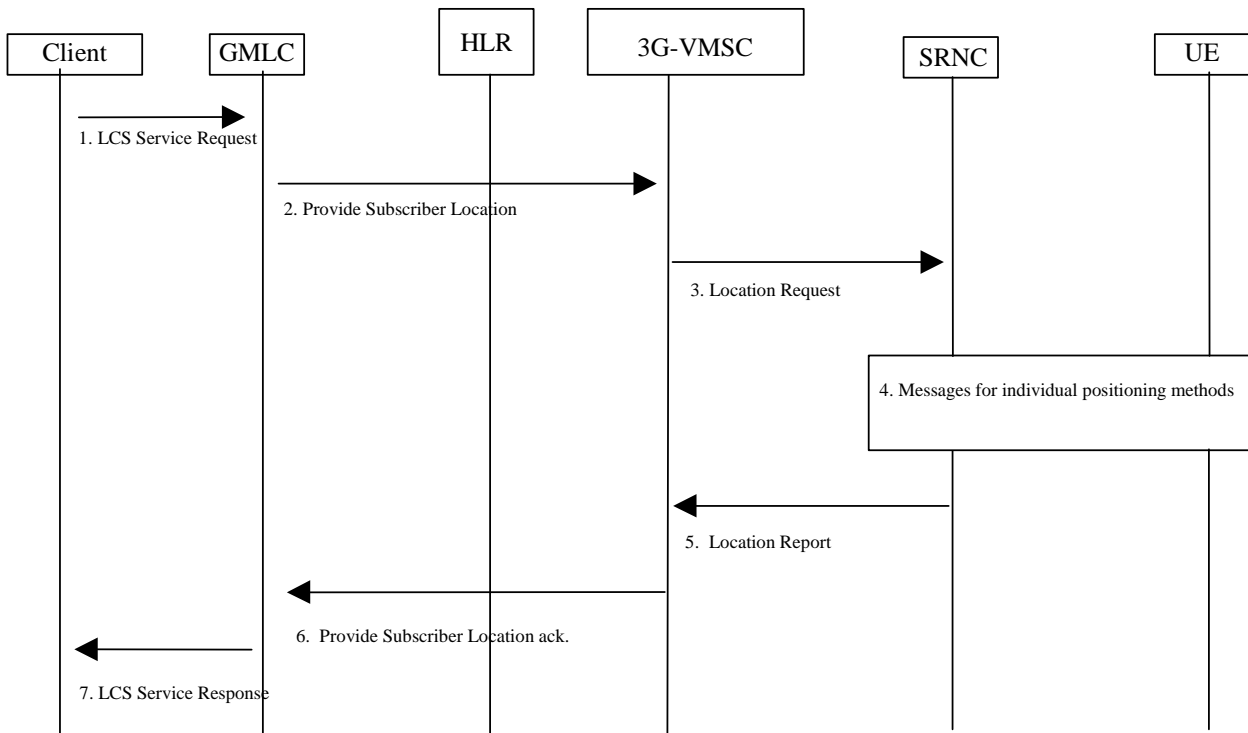 Client
GMLC
HLR
3G-VMSC
SRNC
UE
1. LCS Service Request
2. Provide Subscriber Location
3. Location Request
4. Messages for individual positioning methods
5. Location Report
6. Provide Subscriber Location ack.
7. LCS Service Response